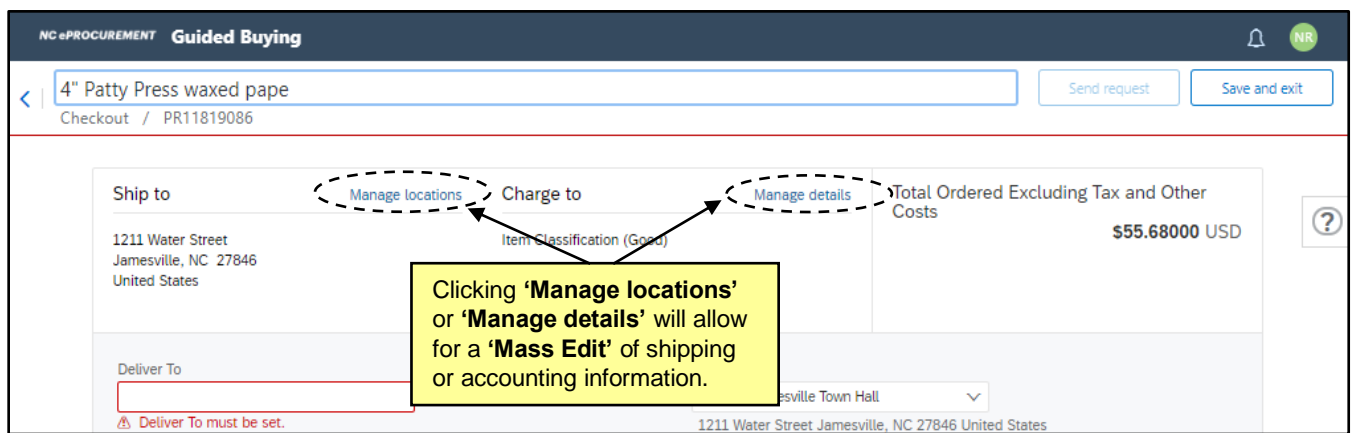 NC ePROCUREMENT Guided Buying
NR
4" Patty Press waxed pape
Send request
Save and exit
Checkout / PR11819086
Ship to
Manage locations
Charge to
Manage details
Total Ordered Excluding Tax and Other
Costs
$55.68000 USD
?
1211 Water Street
Jamesville, NC 27846
United States
Item Classification (Good)
Clicking ‘Manage locations’
or ‘Manage details’ will allow
for a ‘Mass Edit’ of shipping
or accounting information.
Deliver To
Deliver To must be set.
Town Hall
1211 Water Street Jamesville, NC 27846 United States